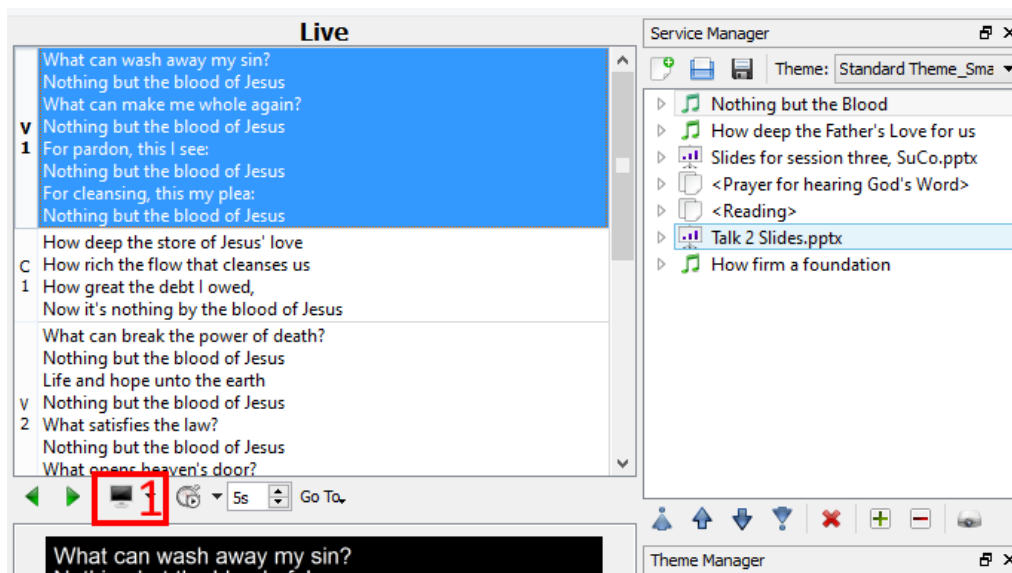 Live
What can wash away my sin?
Nothing but the blood of Jesus
What can make me whole again?
Nothing but the blood of Jesus
V
1
For pardon, this I see:
Nothing but the blood of Jesus
For cleansing, this my plea:
Nothing but the blood of Jesus
How deep the store of Jesus' love
C
How rich the flow that cleanses us
1
How great the debt I owed,
Now it's nothing by the blood of Jesus
What can break the power of death?
Nothing but the blood of Jesus
Life and hope unto the earth
V
Nothing but the blood of Jesus
2
What satisfies the law?
Nothing but the blood of Jesus
What opens heaven's door?
1
5s
Go To
What can wash away my sin?
Service Manager
Theme: Standard Theme_Sma
Nothing but the Blood
How deep the Father's Love for us
Slides for session three, SuCo.pptx
<Prayer for hearing God's Word>
<Reading>
Talk 2 Slides.pptx
How firm a foundation
Theme Manager